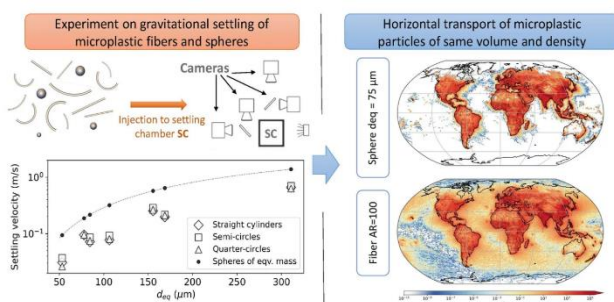 Experiment on gravitational settling of
microplastic fibers and spheres
Cameras
Injection to settling
chamber SC
SC
Settling velocity (m/s)
10⁰
10⁻¹
Straight cylinders
Semi-circles
Quarter-circles
Spheres of eqv. mass
50 100 150 200 250 300
d_eq (μm)
Horizontal transport of microplastic
particles of same volume and density
Sphere deq = 75 μm
Fiber AR=100